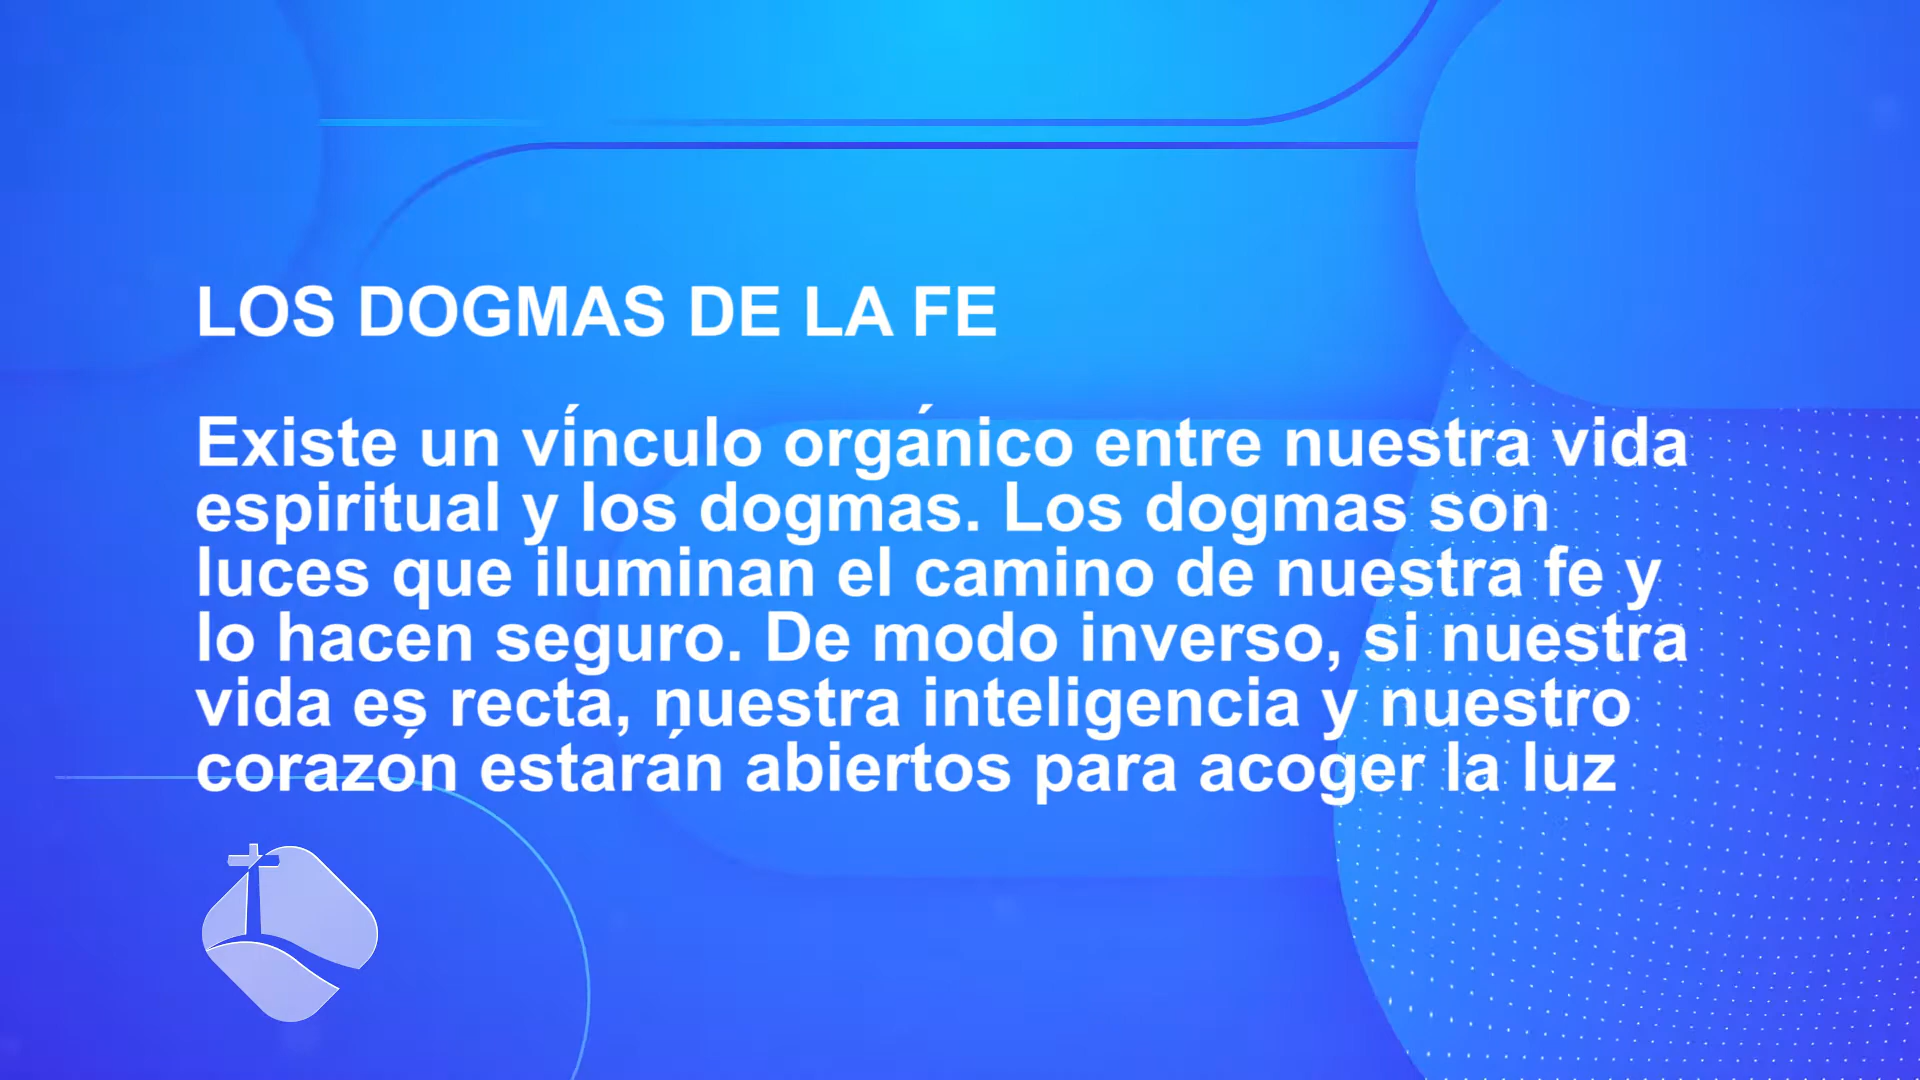 LOS DOGMAS DE LA FE
Existe un vínculo orgánico entre nuestra vida
espiritual y los dogmas. Los dogmas son
luces que iluminan el camino de nuestra fe y
lo hacen seguro. De modo inverso, si nuestra
vida es recta, nuestra inteligencia y nuestro
corazón estarán abiertos para acoger la luz